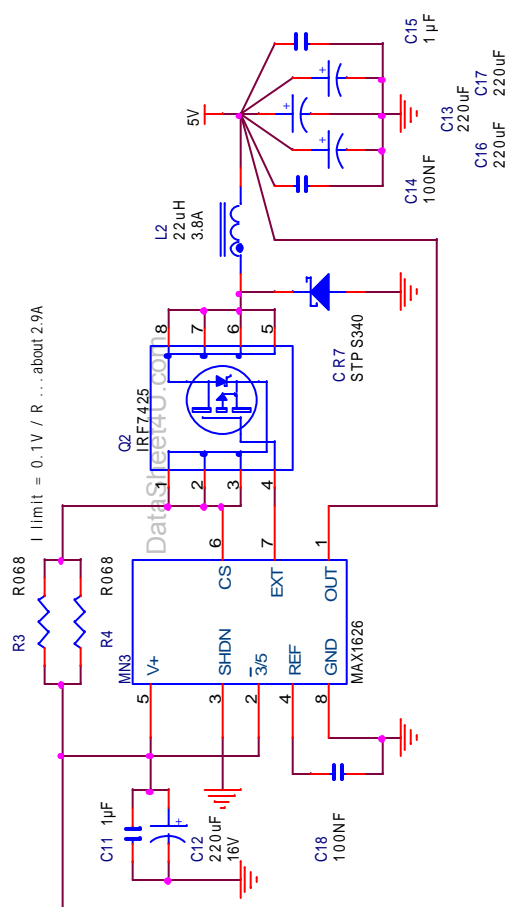 I limit = 0.1V / R ... about 2.9A
R3
R068
R4
R068
C11
1µF
C12
220uF
16V
MN3
V+
SHDN
3/5
REF
GND
CS
EXT
OUT
MAX1626
5
3
2
4
8
6
7
1
C18
100NF
Q2
IRF7425
1
2
3
4
8
7
6
5
DataSheet4U.com
L2
22uH
3.8A
CR7
STPS340
5V
C15
1µF
C17
220uF
C13
220uF
C16
220uF
C14
100NF
+
+
+
+